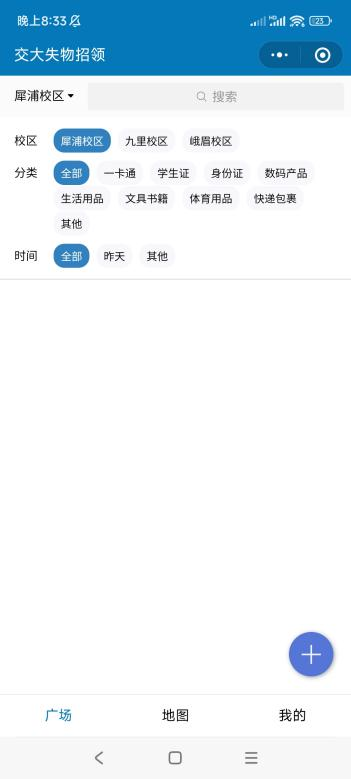 晚上8:33 23
交大失物招领
犀浦校区 搜索
校区 犀浦校区 九里校区 峨眉校区
分类 全部 一卡通 学生证 身份证 数码产品
生活用品 文具书籍 体育用品 快递包裹
其他
时间 全部 昨天 其他
广场 地图 我的